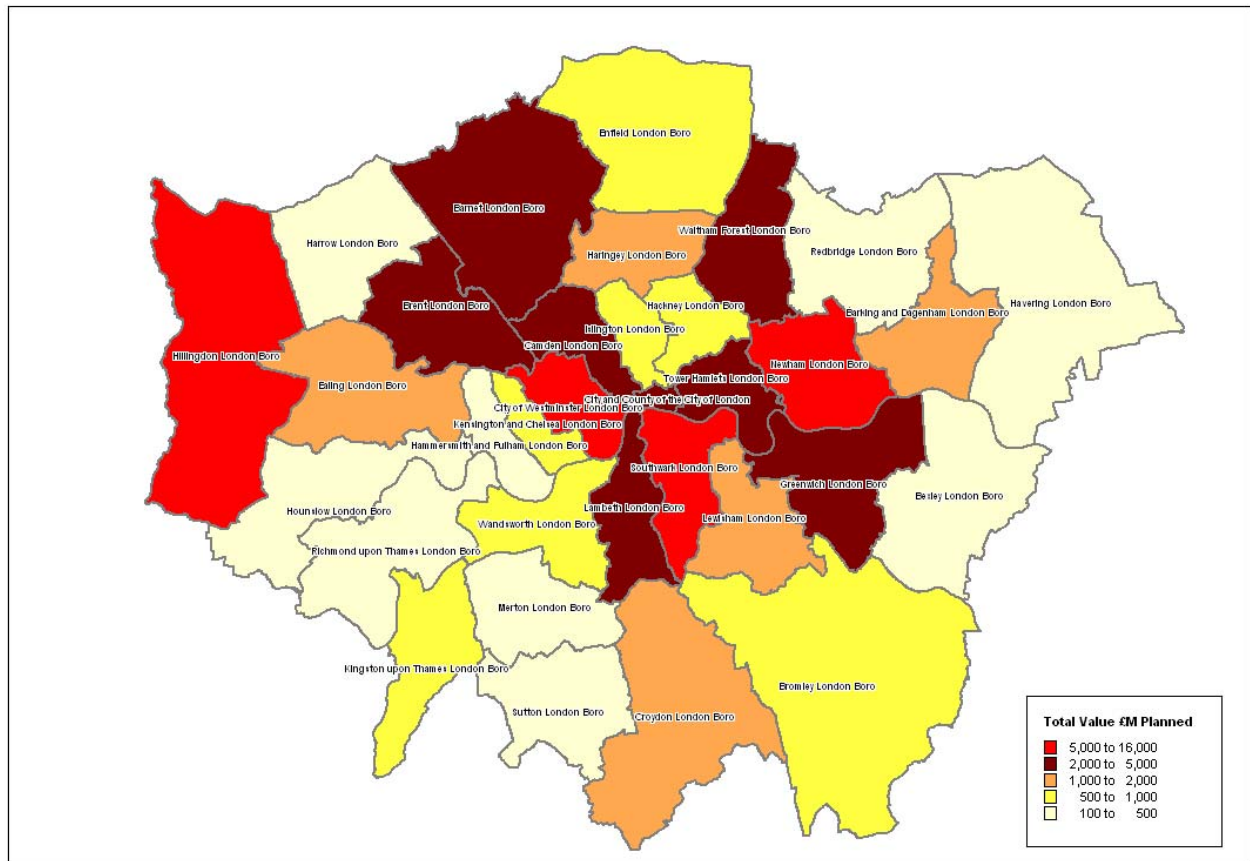 Enfield London Boro
Barnet London Boro
Waltham Forest London Boro
Harrow London Boro
Haringey London Boro
Redbridge London Boro
Brent London Boro
Hackney London Boro
Havering London Boro
Barking and Dagenham London Boro
Islington London Boro
Camden London Boro
Hillingdon London Boro
Newham London Boro
Ealing London Boro
Tower Hamlets London Boro
City and County of the City of London
City of Westminster London Boro
Kensington and Chelsea London Boro
Hammersmith and Fulham London Boro
Southwark London Boro
Greenwich London Boro
Bexley London Boro
Hounslow London Boro
Lambeth London Boro
Lewisham London Boro
Wandsworth London Boro
Richmond upon Thames London Boro
Merton London Boro
Kingston upon Thames London Boro
Bromley London Boro
Sutton London Boro
Croydon London Boro
Total Value £M Planned
5,000 to 16,000
2,000 to 5,000
1,000 to 2,000
500 to 1,000
100 to 500